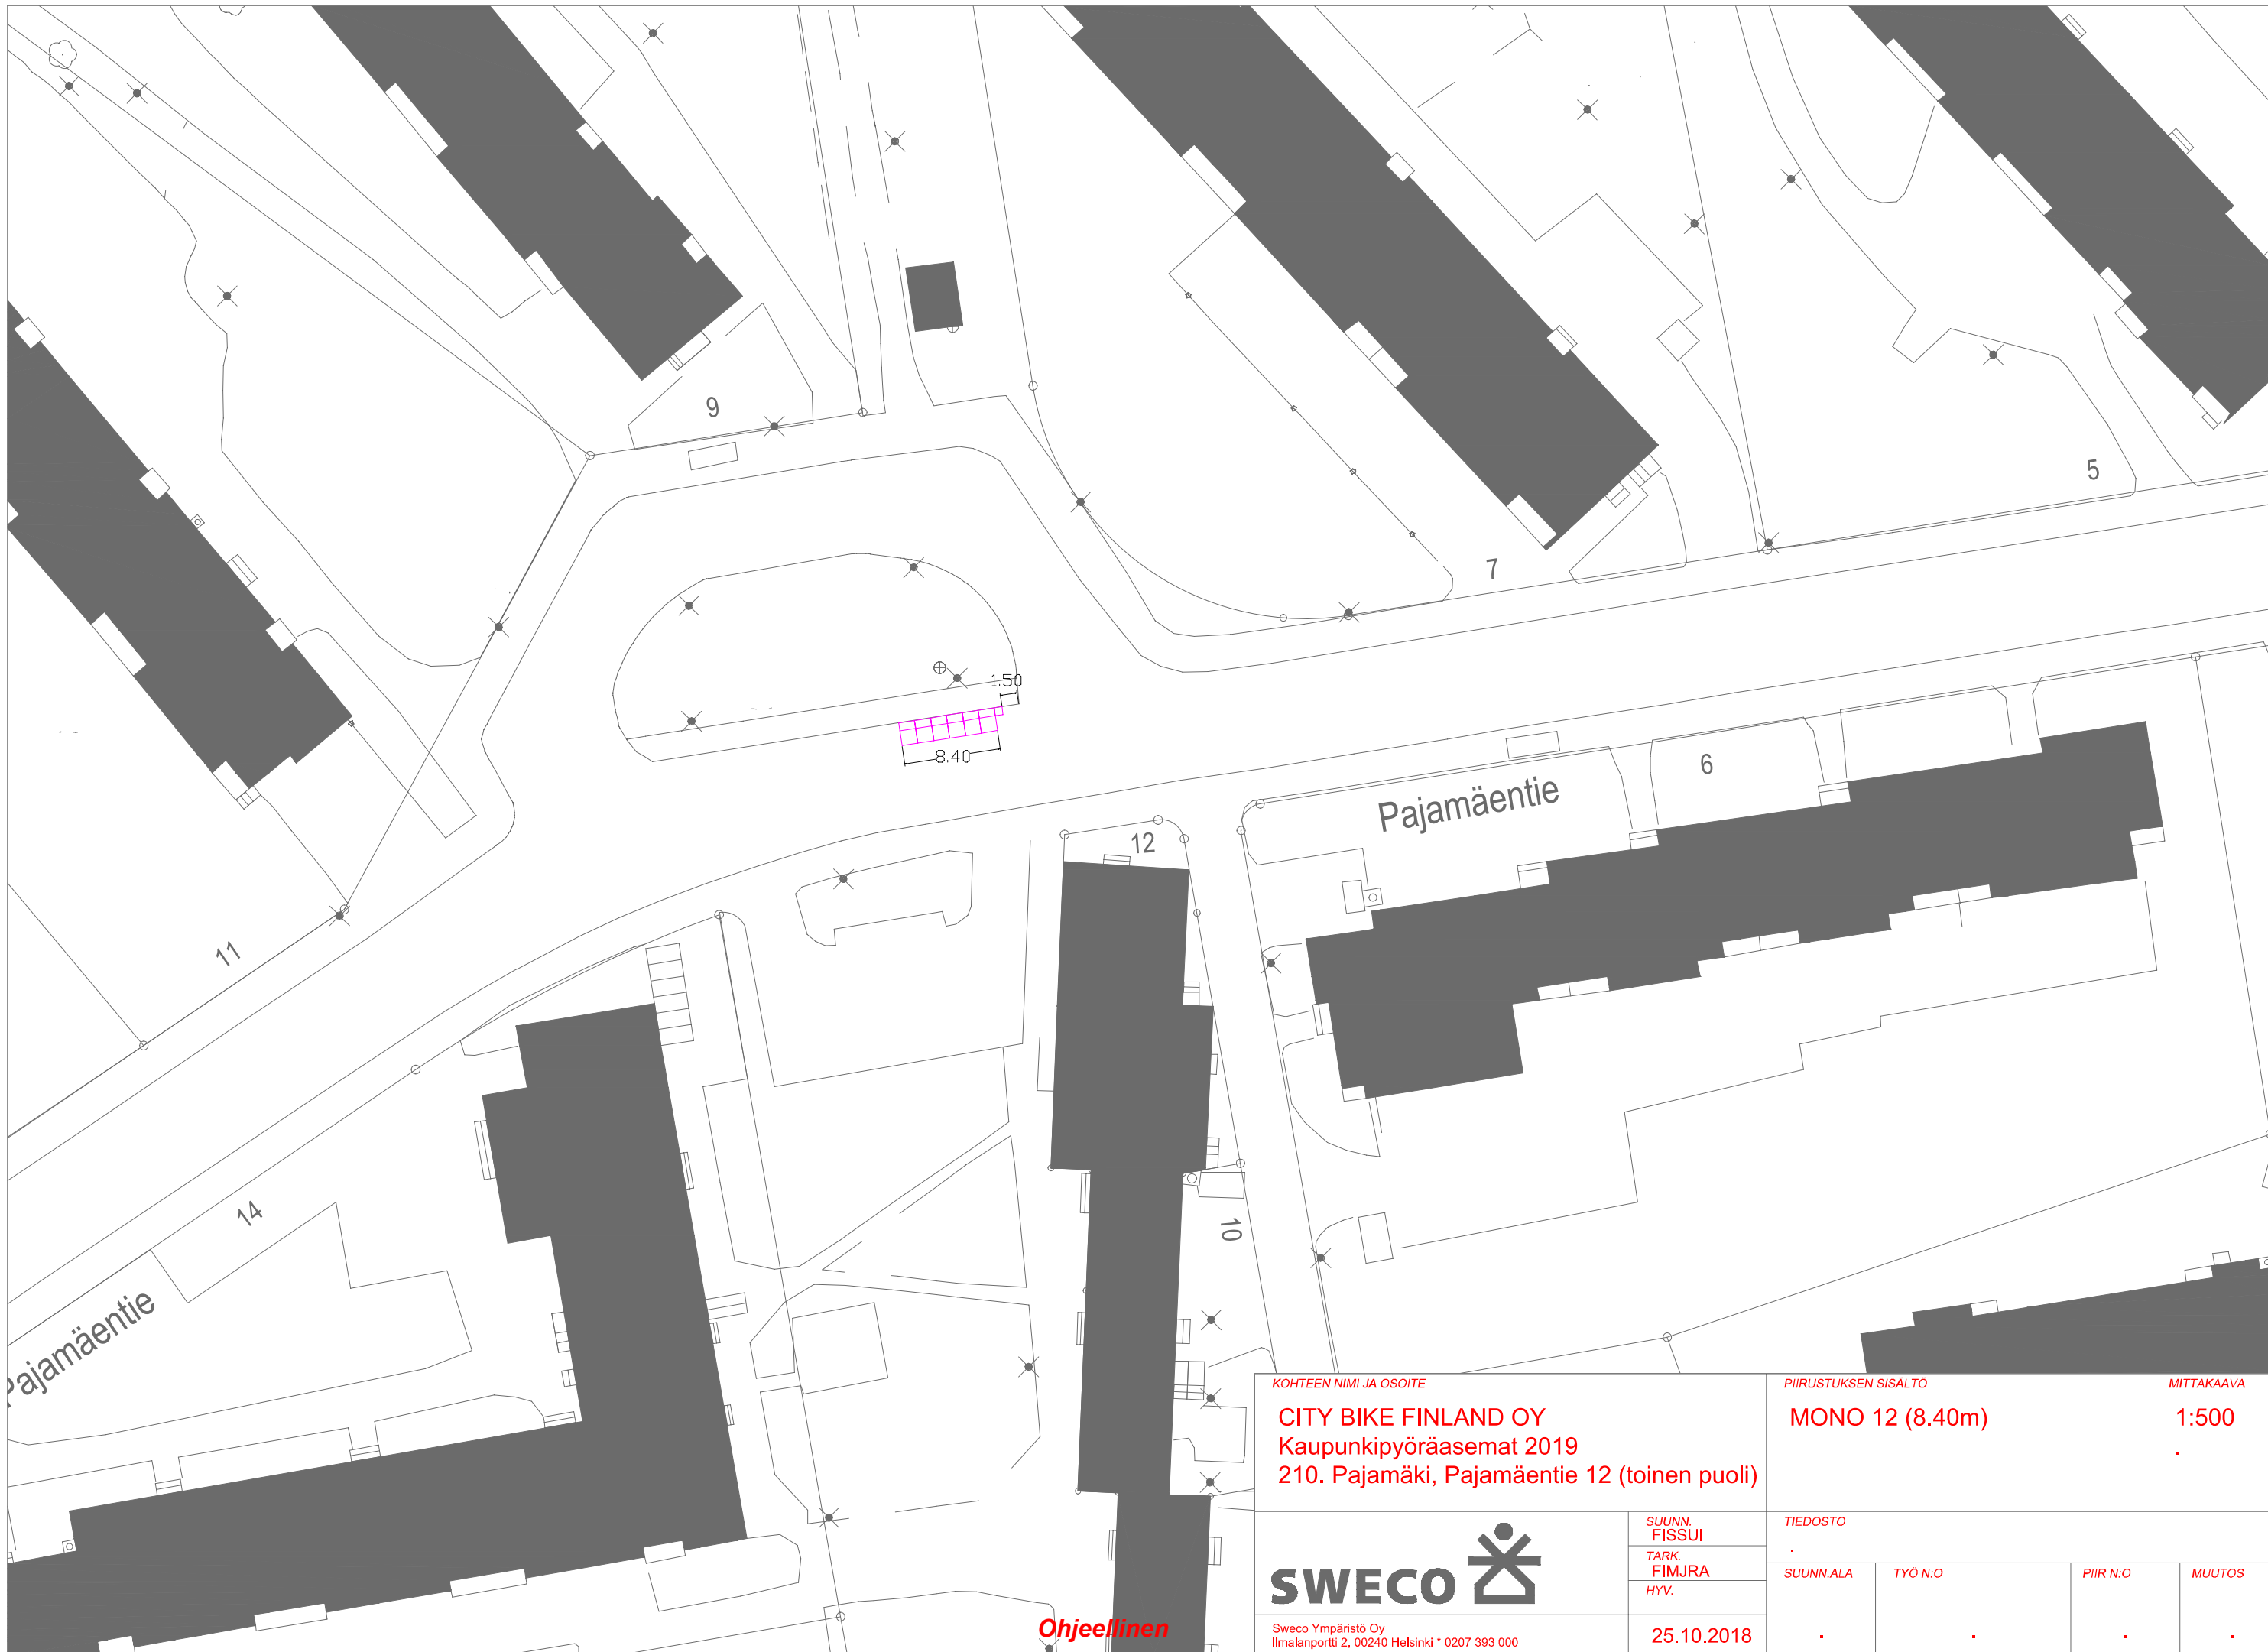 9
5
7
1.50
8.40
6
Pajamäentie
12
11
10
14
Pajamäentie
KOHTEEN NIMI JA OSOITE
CITY BIKE FINLAND OY
Kaupunkipyöräasemat 2019
210. Pajamäki, Pajamäentie 12 (toinen puoli)
PIIRUSTUKSEN SISÄLTÖ
MITTAKAAVA
MONO 12 (8.40m)
1:500
.
SWECO
SUUNN.
FISSUI
TARK.
FIMJRA
HYV.
TIEDOSTO
.
SUUNN.ALA
TYÖ N:O
PIIR N:O
MUUTOS
Sweco Ympäristö Oy
Ilmalanportti 2, 00240 Helsinki * 0207 393 000
25.10.2018
. . . .
Ohjeellinen